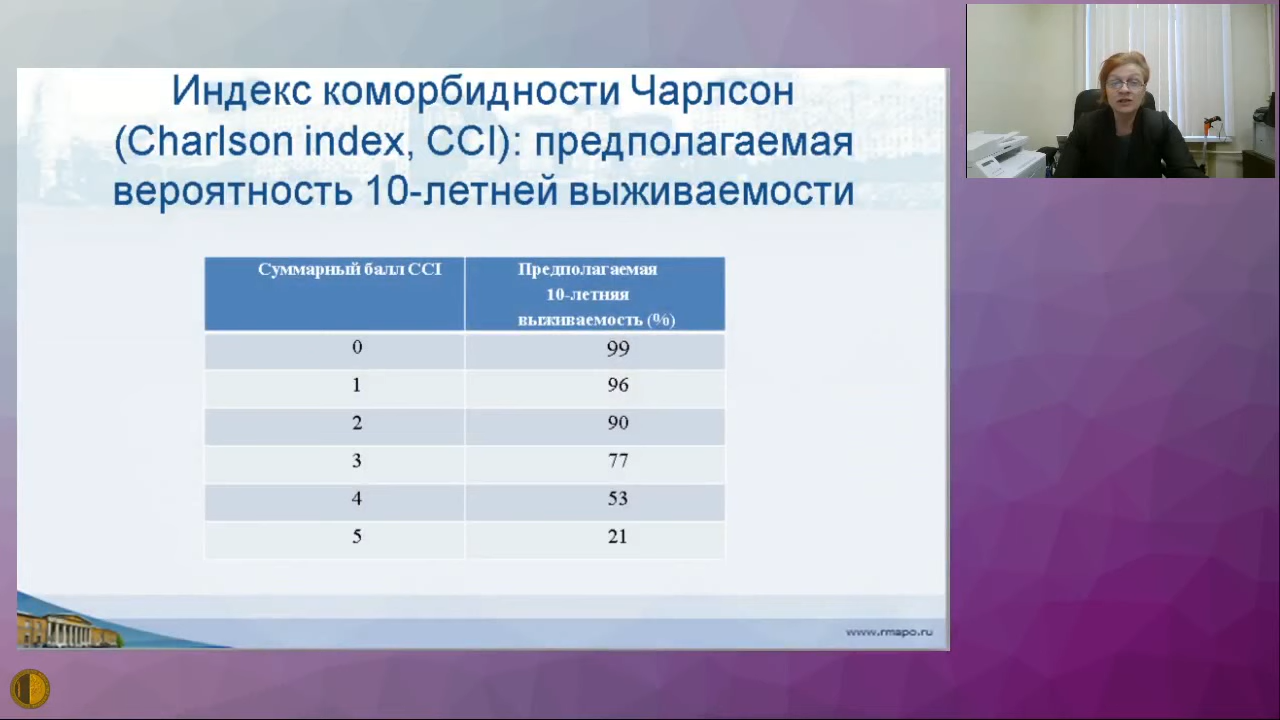 Индекс коморбидности Чарлсон
(Charlson index, CCI): предполагаемая
вероятность 10-летней выживаемости
Суммарный балл CCI
Предполагаемая
10-летняя
выживаемость (%)
0 99
1 96
2 90
3 77
4 53
5 21
www.rmapo.ru